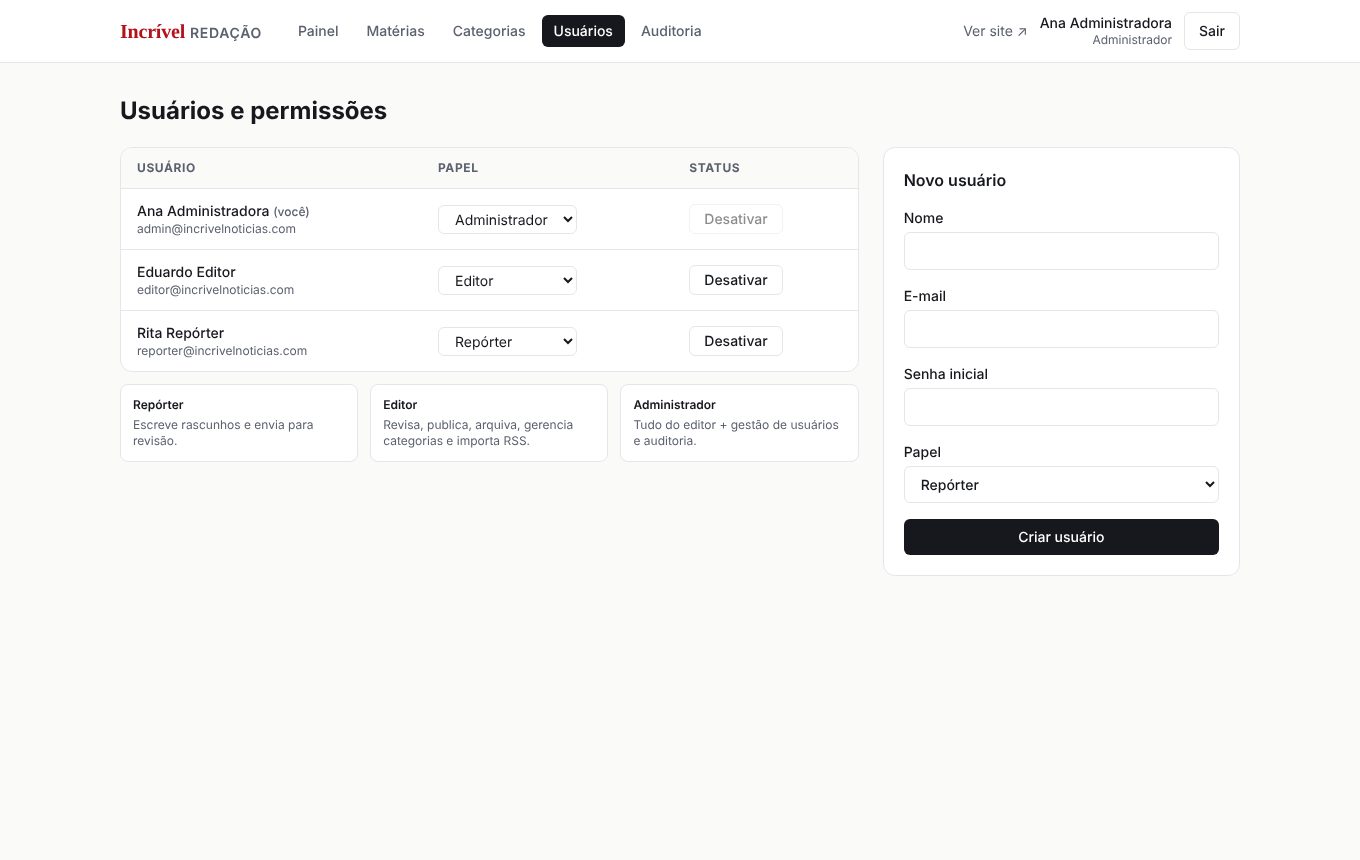 Incrível REDAÇÃO
Painel
Matérias
Categorias
Usuários
Auditoria
Ver site ↗
Ana Administradora
Administrador
Sair
Usuários e permissões
USUÁRIO PAPEL STATUS
Ana Administradora (você)
admin@incrivelnoticias.com
Administrador
Desativar
Eduardo Editor
editor@incrivelnoticias.com
Editor
Desativar
Rita Repórter
reporter@incrivelnoticias.com
Repórter
Desativar
Repórter
Escreve rascunhos e envia para
revisão.
Editor
Revisa, publica, arquiva, gerencia
categorias e importa RSS.
Administrador
Tudo do editor + gestão de usuários
e auditoria.
Novo usuário
Nome
E-mail
Senha inicial
Papel
Repórter
Criar usuário